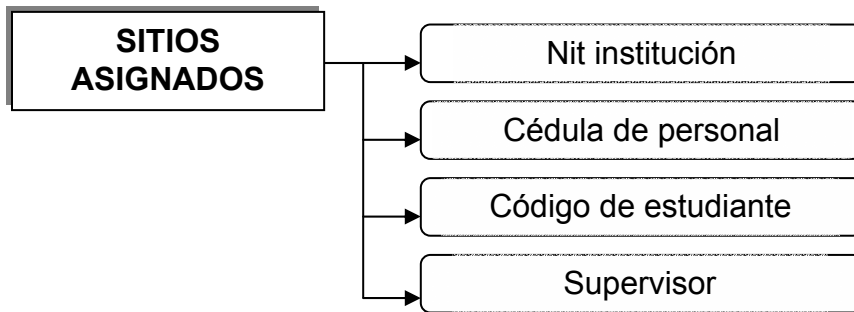 SITIOS
ASIGNADOS
Nit institución
Cédula de personal
Código de estudiante
Supervisor